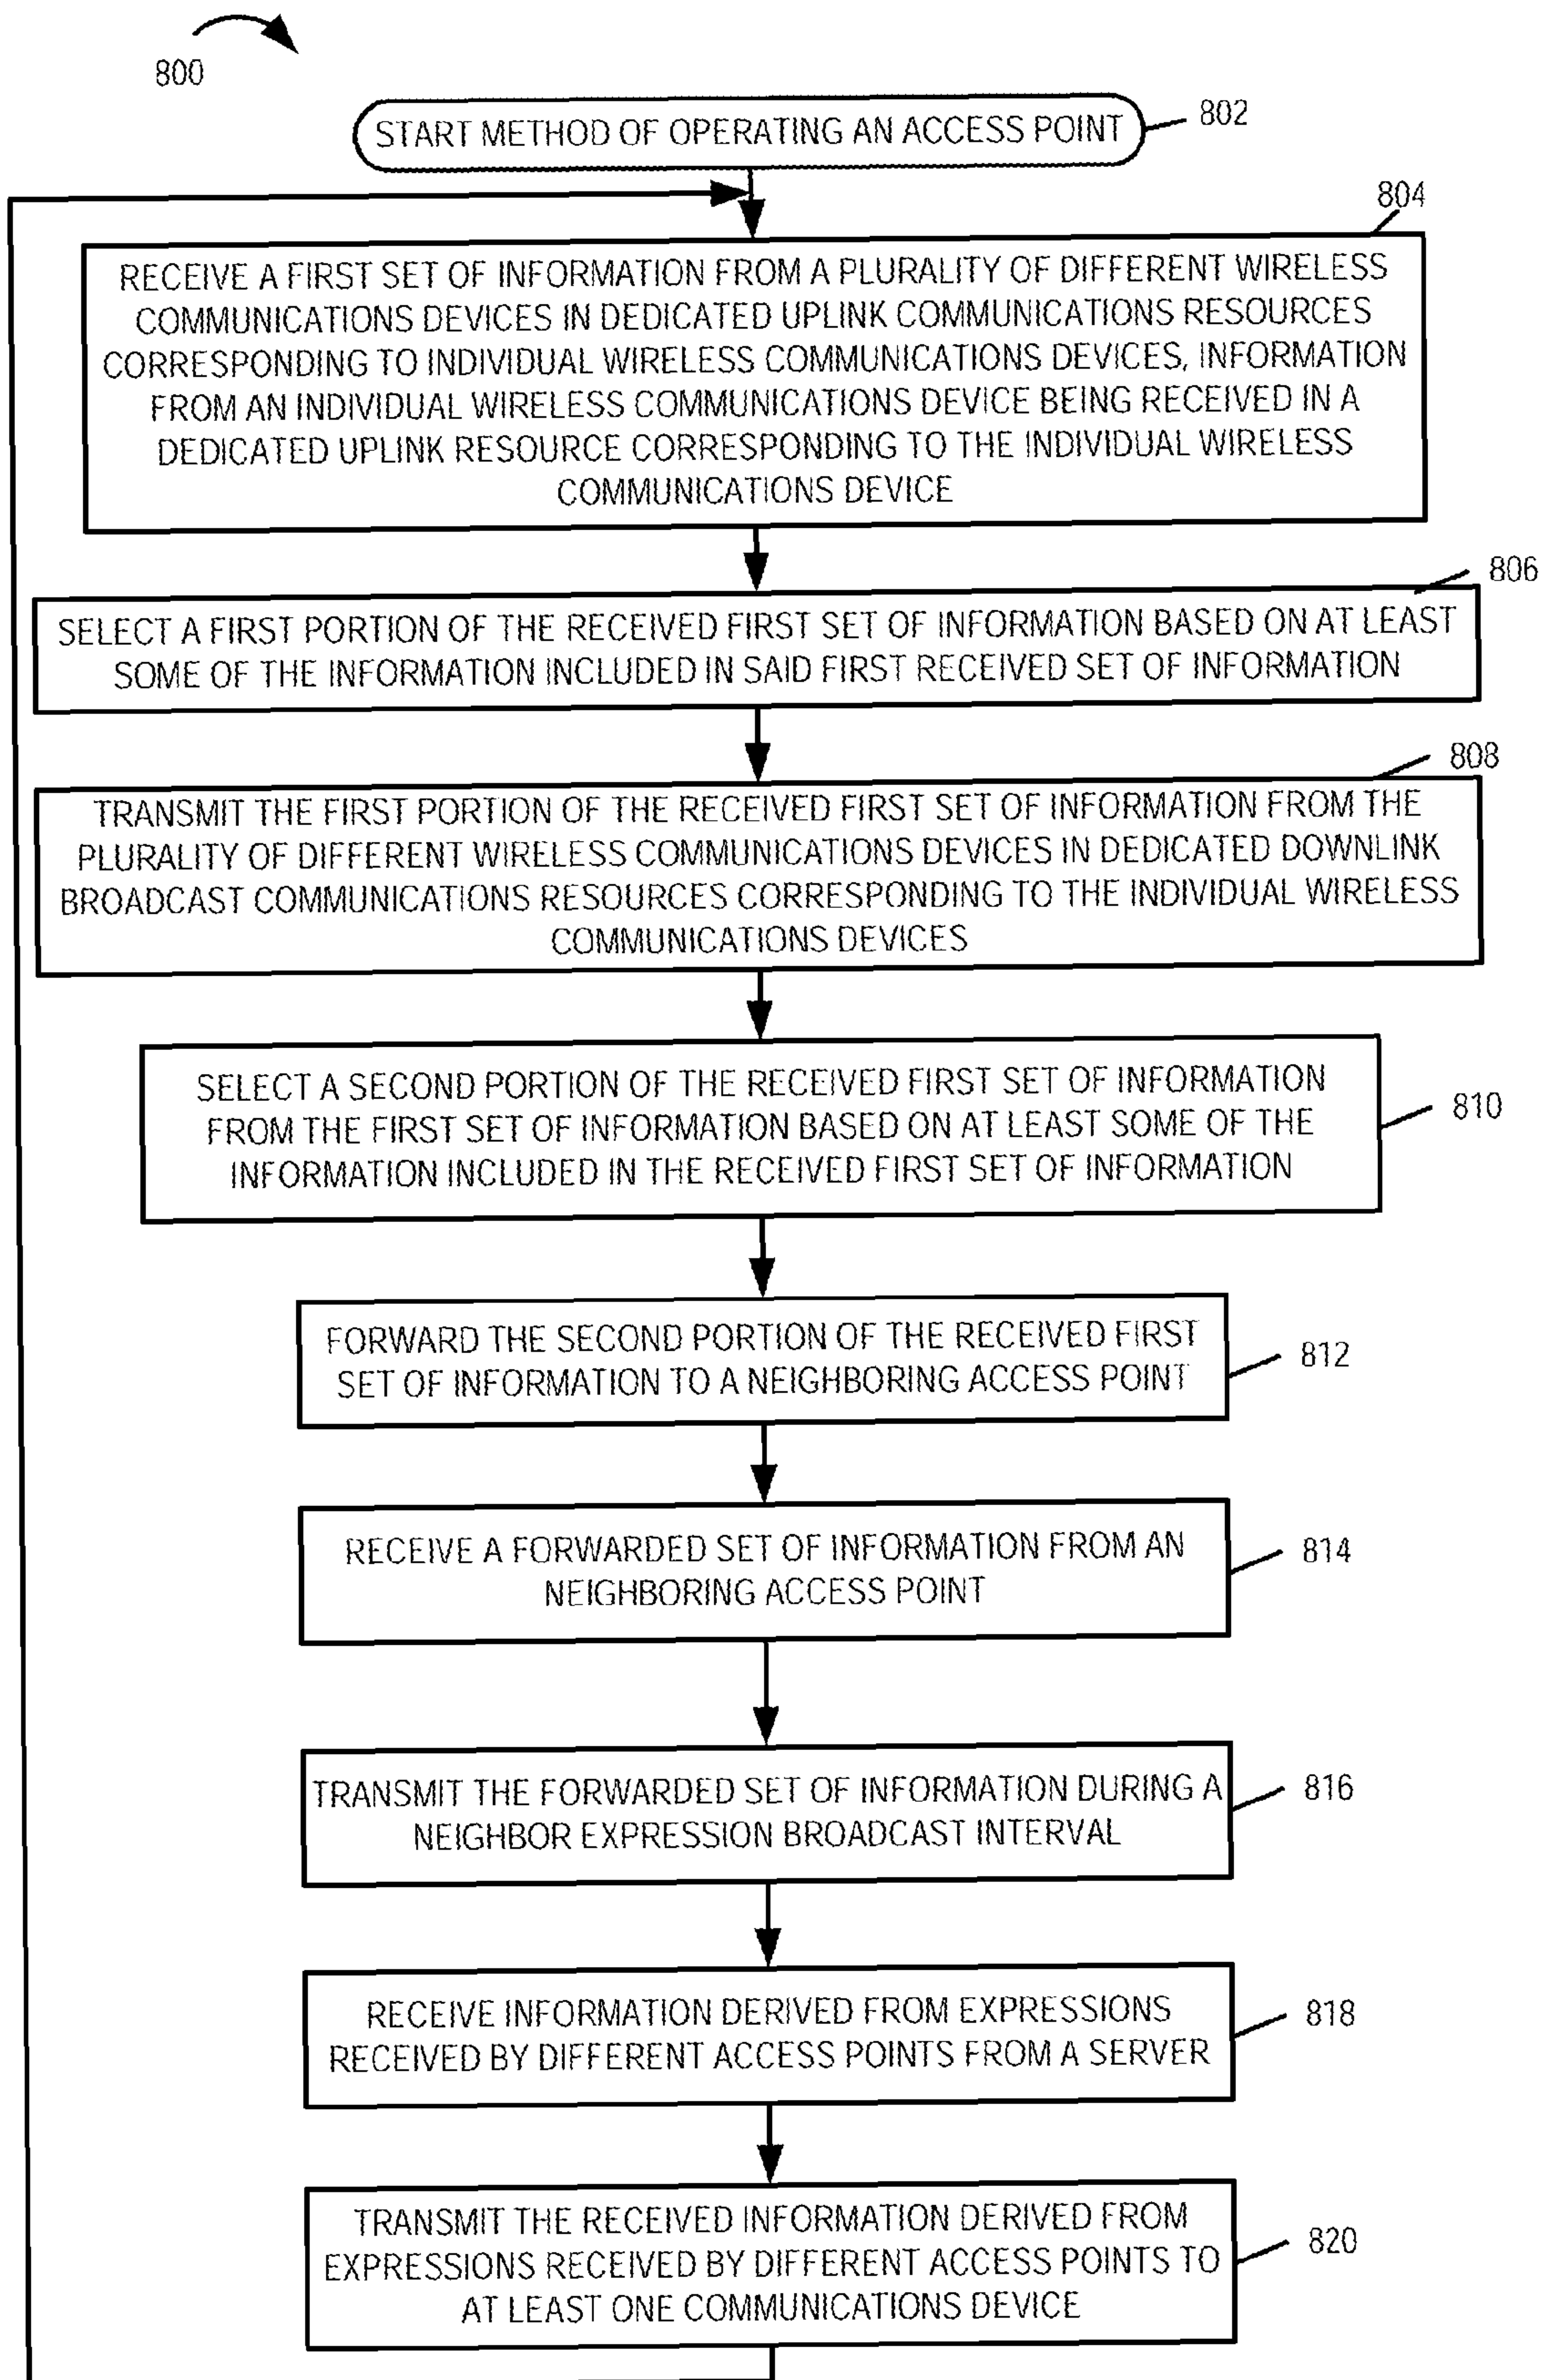 800
START METHOD OF OPERATING AN ACCESS POINT
802
804
RECEIVE A FIRST SET OF INFORMATION FROM A PLURALITY OF DIFFERENT WIRELESS
COMMUNICATIONS DEVICES IN DEDICATED UPLINK COMMUNICATIONS RESOURCES
CORRESPONDING TO INDIVIDUAL WIRELESS COMMUNICATIONS DEVICES, INFORMATION
FROM AN INDIVIDUAL WIRELESS COMMUNICATIONS DEVICE BEING RECEIVED IN A
DEDICATED UPLINK RESOURCE CORRESPONDING TO THE INDIVIDUAL WIRELESS
COMMUNICATIONS DEVICE
806
SELECT A FIRST PORTION OF THE RECEIVED FIRST SET OF INFORMATION BASED ON AT LEAST
SOME OF THE INFORMATION INCLUDED IN SAID FIRST RECEIVED SET OF INFORMATION
808
TRANSMIT THE FIRST PORTION OF THE RECEIVED FIRST SET OF INFORMATION FROM THE
PLURALITY OF DIFFERENT WIRELESS COMMUNICATIONS DEVICES IN DEDICATED DOWNLINK
BROADCAST COMMUNICATIONS RESOURCES CORRESPONDING TO THE INDIVIDUAL WIRELESS
COMMUNICATIONS DEVICES
SELECT A SECOND PORTION OF THE RECEIVED FIRST SET OF INFORMATION
FROM THE FIRST SET OF INFORMATION BASED ON AT LEAST SOME OF THE
INFORMATION INCLUDED IN THE RECEIVED FIRST SET OF INFORMATION
810
FORWARD THE SECOND PORTION OF THE RECEIVED FIRST
SET OF INFORMATION TO A NEIGHBORING ACCESS POINT
812
RECEIVE A FORWARDED SET OF INFORMATION FROM AN
NEIGHBORING ACCESS POINT
814
TRANSMIT THE FORWARDED SET OF INFORMATION DURING A
NEIGHBOR EXPRESSION BROADCAST INTERVAL
816
RECEIVE INFORMATION DERIVED FROM EXPRESSIONS
RECEIVED BY DIFFERENT ACCESS POINTS FROM A SERVER
818
TRANSMIT THE RECEIVED INFORMATION DERIVED FROM
EXPRESSIONS RECEIVED BY DIFFERENT ACCESS POINTS TO
AT LEAST ONE COMMUNICATIONS DEVICE
820